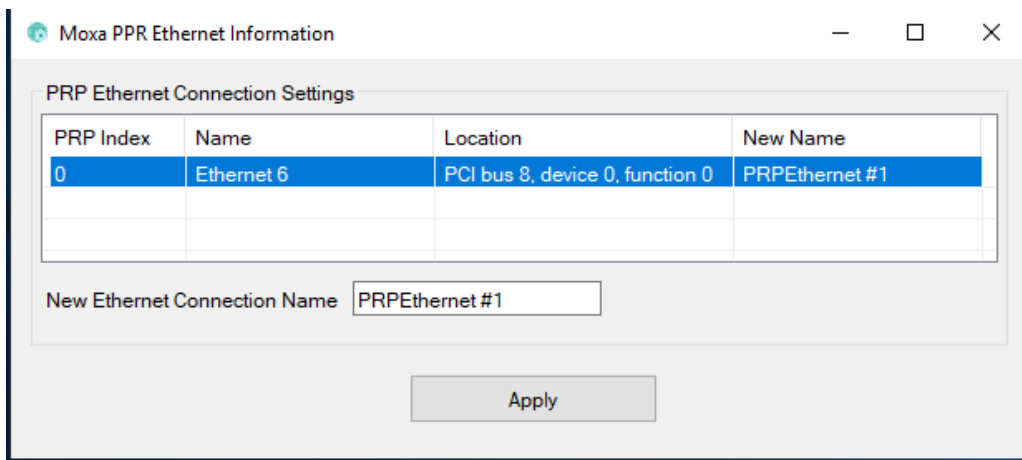 Moxa PPR Ethernet Information
PRP Ethernet Connection Settings
PRP Index Name Location New Name
0 Ethernet 6 PCI bus 8, device 0, function 0 PRPEthernet #1
New Ethernet Connection Name PRPEthernet #1
Apply